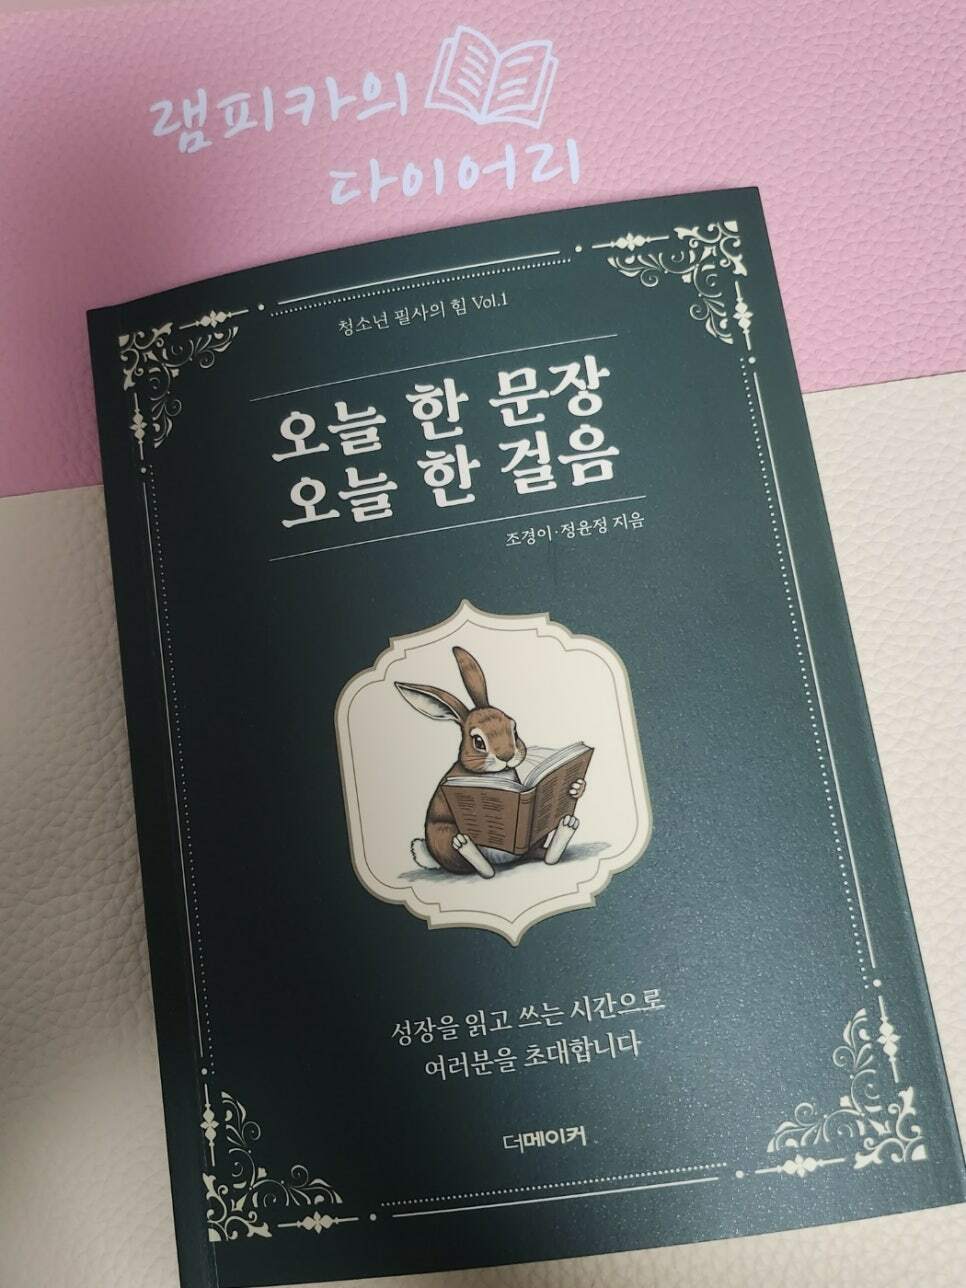 램피카의
다이어리
청소년 필사의 힘 Vol.1
오늘 한 문장
오늘 한 걸음
조경이·정윤정 지음
성장을 읽고 쓰는 시간으로
여러분을 초대합니다
더메이커